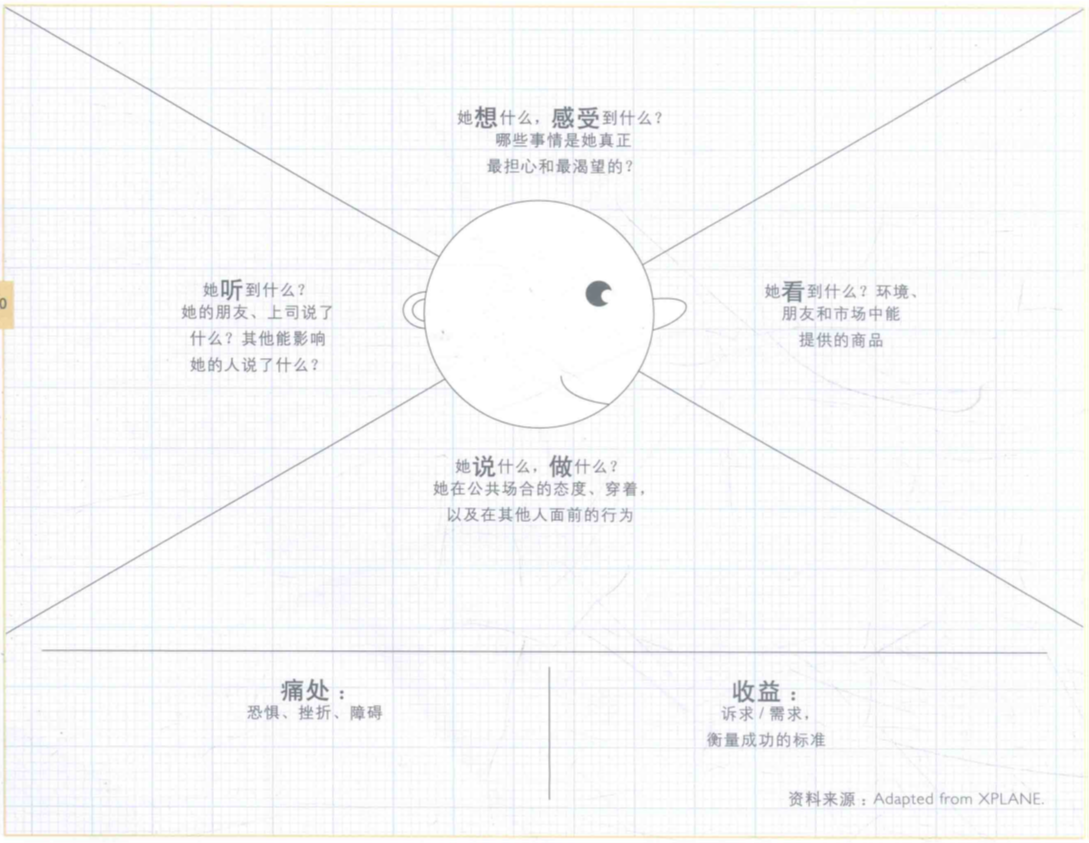 她想什么，感受到什么？
哪些事情是她真正
最担心和最渴望的？
她听到什么？
她的朋友、上司说了
什么？其他能影响
她的人说了什么？
她看到什么？环境、
朋友和市场中能
提供的商品
她说什么，做什么？
她在公共场合的态度、穿着，
以及在其他人面前的行为
痛处：
恐惧、挫折、障碍
收益：
诉求 / 需求，
衡量成功的标准
资料来源：Adapted from XPLANE.